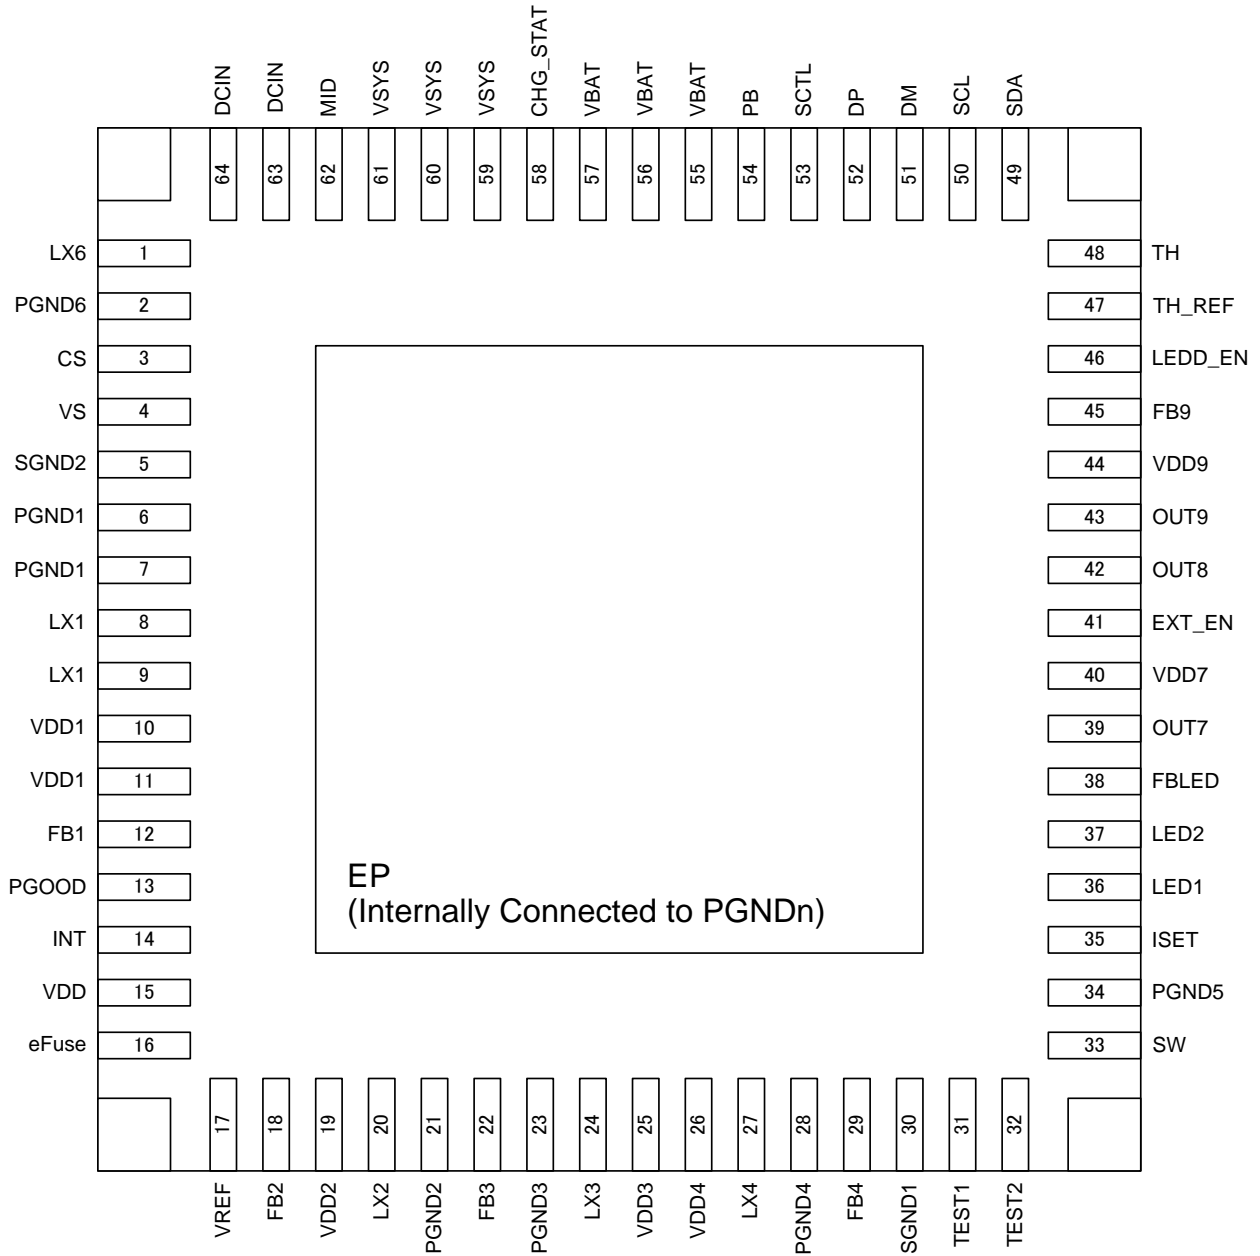 DCIN
DCIN
MID
VSYS
VSYS
VSYS
CHG_STAT
VBAT
VBAT
VBAT
PB
SCTL
DP
DM
SCL
SDA
64
63
62
61
60
59
58
57
56
55
54
53
52
51
50
49
LX6 1
PGND6 2
CS 3
VS 4
SGND2 5
PGND1 6
PGND1 7
LX1 8
LX1 9
VDD1 10
VDD1 11
FB1 12
PGOOD 13
INT 14
VDD 15
eFuse 16
48 TH
47 TH_REF
46 LEDD_EN
45 FB9
44 VDD9
43 OUT9
42 OUT8
41 EXT_EN
40 VDD7
39 OUT7
38 FBLED
37 LED2
36 LED1
35 ISET
34 PGND5
33 SW
EP
(Internally Connected to PGNDn)
17
18
19
20
21
22
23
24
25
26
27
28
29
30
31
32
VREF
FB2
VDD2
LX2
PGND2
FB3
PGND3
LX3
VDD3
VDD4
LX4
PGND4
FB4
SGND1
TEST1
TEST2